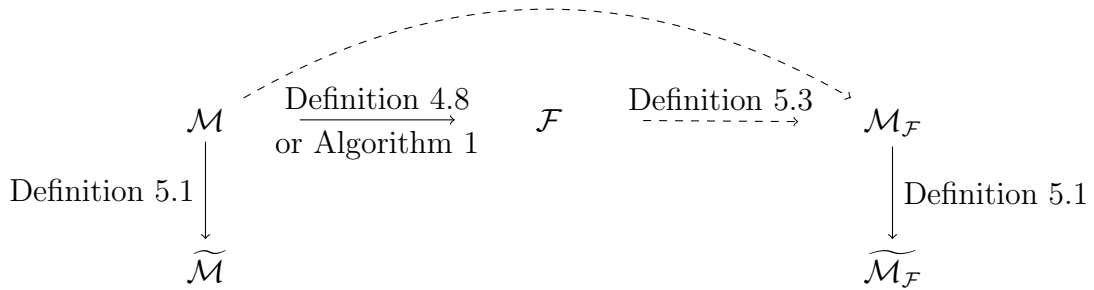 Definition 4.8
Definition 5.3
ℳ
ℱ
ℳ_ℱ
or Algorithm 1
Definition 5.1
Definition 5.1
ℳ̃
ℳ̃_ℱ